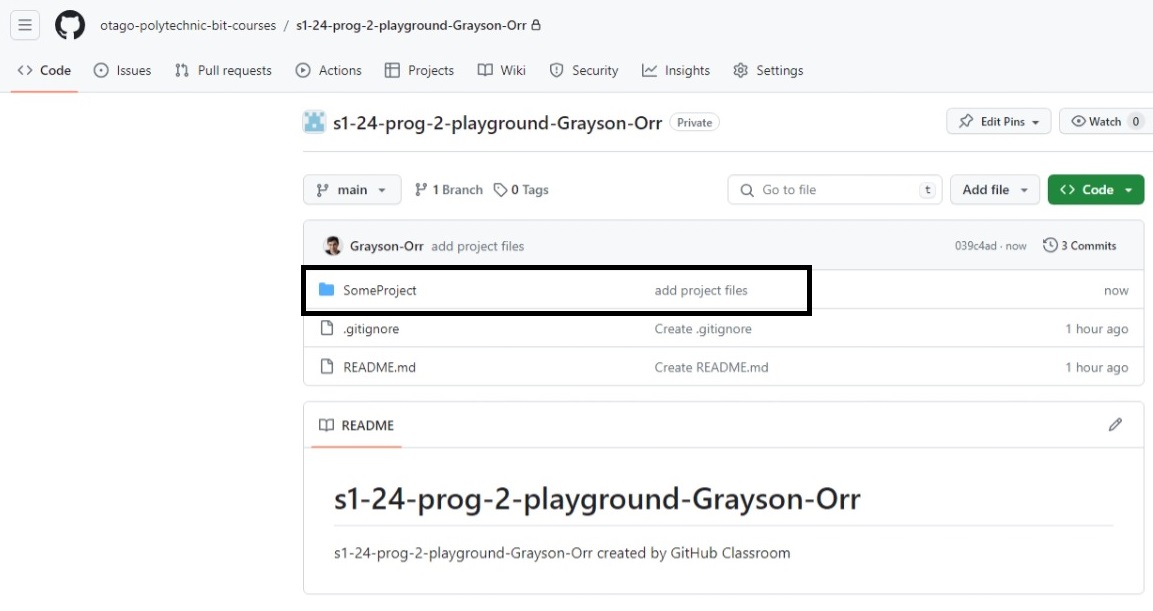 otago-polytechnic-bit-courses / s1-24-prog-2-playground-Grayson-Orr
Code Issues Pull requests Actions Projects Wiki Security Insights Settings
s1-24-prog-2-playground-Grayson-Orr Private Edit Pins Watch 0
main 1 Branch 0 Tags Go to file t Add file Code
Grayson-Orr add project files 039c4ad · now 3 Commits
SomeProject add project files now
.gitignore Create .gitignore 1 hour ago
README.md Create README.md 1 hour ago
README
s1-24-prog-2-playground-Grayson-Orr
s1-24-prog-2-playground-Grayson-Orr created by GitHub Classroom